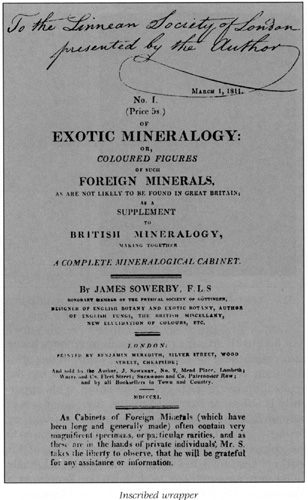 To the Linnean Society of London
presented by the Author
MARCH 1, 1811.
No. I.
(Price 5s.)
OF
EXOTIC MINERALOGY:
OR,
COLOURED FIGURES
OF SUCH
FOREIGN MINERALS,
AS ARE NOT LIKELY TO BE FOUND IN GREAT BRITAIN;
AS A
SUPPLEMENT
TO
BRITISH MINERALOGY,
MAKING TOGETHER
A COMPLETE MINERALOGICAL CABINET.
BY JAMES SOWERBY, F.L.S
HONORARY MEMBER OF THE PHYSICAL SOCIETY OF GÖTTINGEN,
DESIGNER OF ENGLISH BOTANY AND EXOTIC BOTANY, AUTHOR
OF ENGLISH FUNGI, THE BRITISH MISCELLANY,
NEW ELUCIDATION OF COLOURS, ETC.
LONDON:
PRINTED BY BENJAMIN MEREDITH, SILVER STREET, WOOD
STREET, CHEAPSIDE;
And sold by the Author, J. SOWERBY, No. 2, Mead Place, Lambeth;
WHITE and Co. Fleet Street; SHERWOOD and Co. Paternoster Row;
and by all Booksellers in Town and Country.
MDCCCXI.
As Cabinets of Foreign Minerals (which have
been long and generally made) often contain very
magnificent specimens, or particular rarities, and as
these are in the hands of private individuals, Mr. S.
takes the liberty to observe, that he will be grateful
for any assistance or information.
Inscribed wrapper